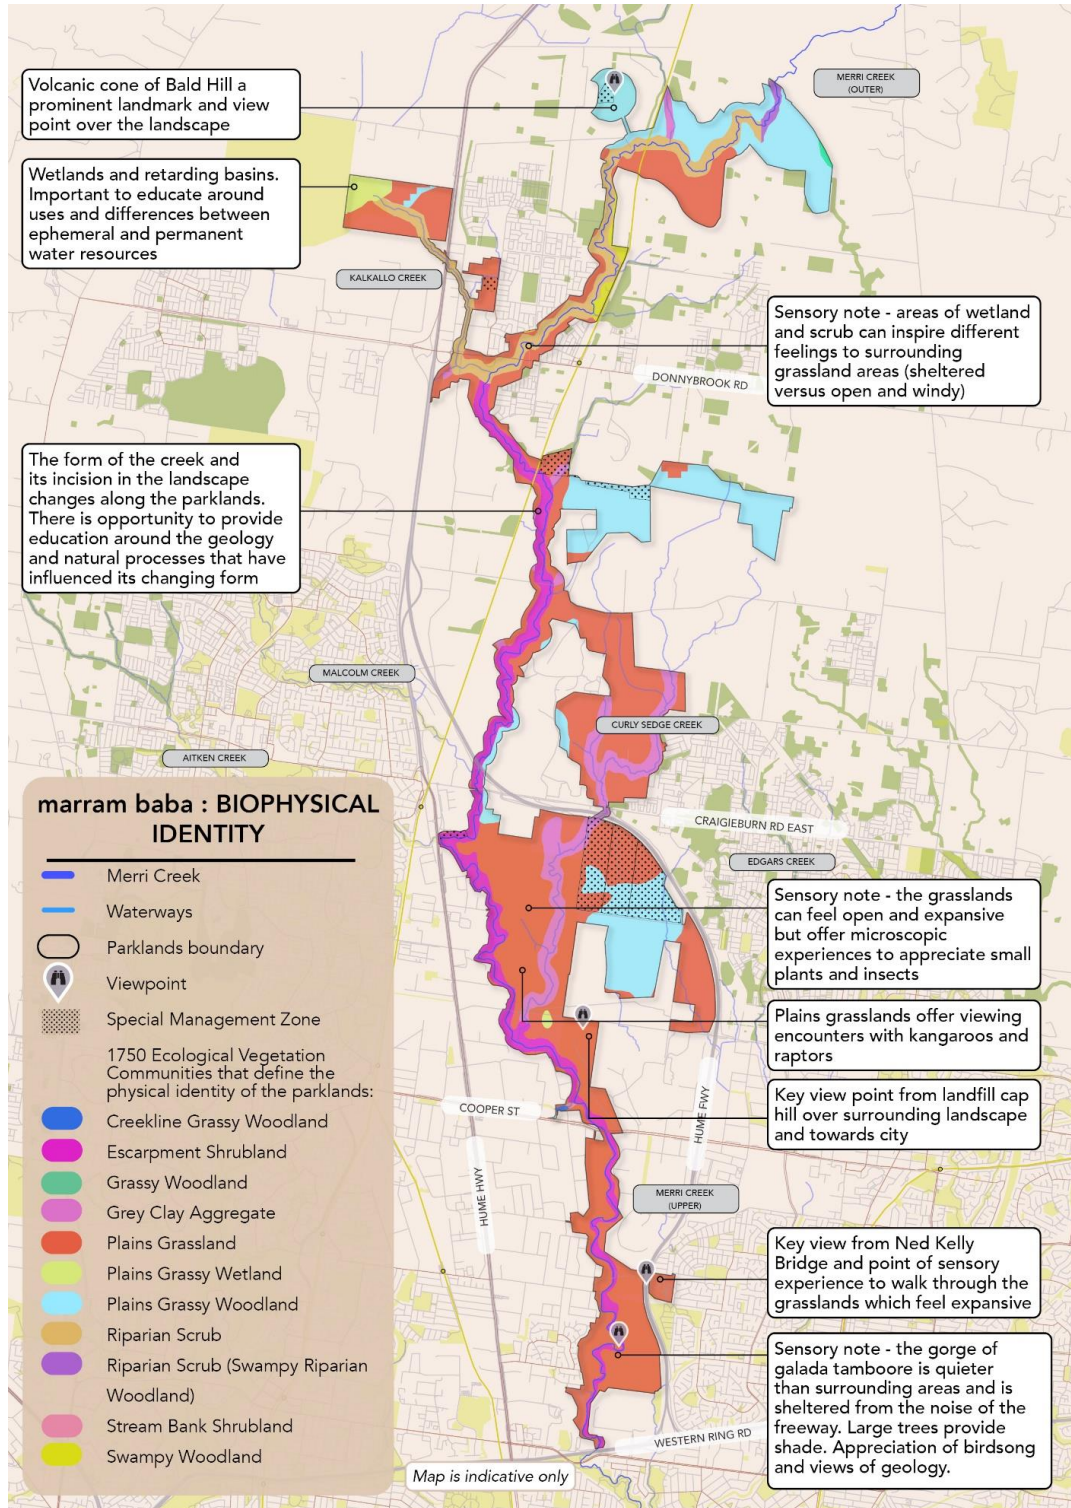 Volcanic cone of Bald Hill a
prominent landmark and view
point over the landscape
MERRI CREEK
(OUTER)
Wetlands and retarding basins.
Important to educate around
uses and differences between
ephemeral and permanent
water resources
KALKALLO CREEK
Sensory note - areas of wetland
and scrub can inspire different
feelings to surrounding
grassland areas (sheltered
versus open and windy)
DONNYBROOK RD
The form of the creek and
its incision in the landscape
changes along the parklands.
There is opportunity to provide
education around the geology
and natural processes that have
influenced its changing form
MALCOLM CREEK
CURLY SEDGE CREEK
AITKEN CREEK
CRAIGIEBURN RD EAST
EDGARS CREEK
marram baba : BIOPHYSICAL
IDENTITY
Merri Creek
Waterways
Parklands boundary
Viewpoint
Special Management Zone
1750 Ecological Vegetation
Communities that define the
physical identity of the parklands:
Creekline Grassy Woodland
Escarpment Shrubland
Grassy Woodland
Grey Clay Aggregate
Plains Grassland
Plains Grassy Wetland
Plains Grassy Woodland
Riparian Scrub
Riparian Scrub (Swampy Riparian
Woodland)
Stream Bank Shrubland
Swampy Woodland
Sensory note - the grasslands
can feel open and expansive
but offer microscopic
experiences to appreciate small
plants and insects
Plains grasslands offer viewing
encounters with kangaroos and
raptors
Key view point from landfill cap
hill over surrounding landscape
and towards city
COOPER ST
HUME FWY
HUME HWY
MERRI CREEK
(UPPER)
Key view from Ned Kelly
Bridge and point of sensory
experience to walk through the
grasslands which feel expansive
Sensory note - the gorge of
galada tamboore is quieter
than surrounding areas and is
sheltered from the noise of the
freeway. Large trees provide
shade. Appreciation of birdsong
and views of geology.
WESTERN RING RD
Map is indicative only